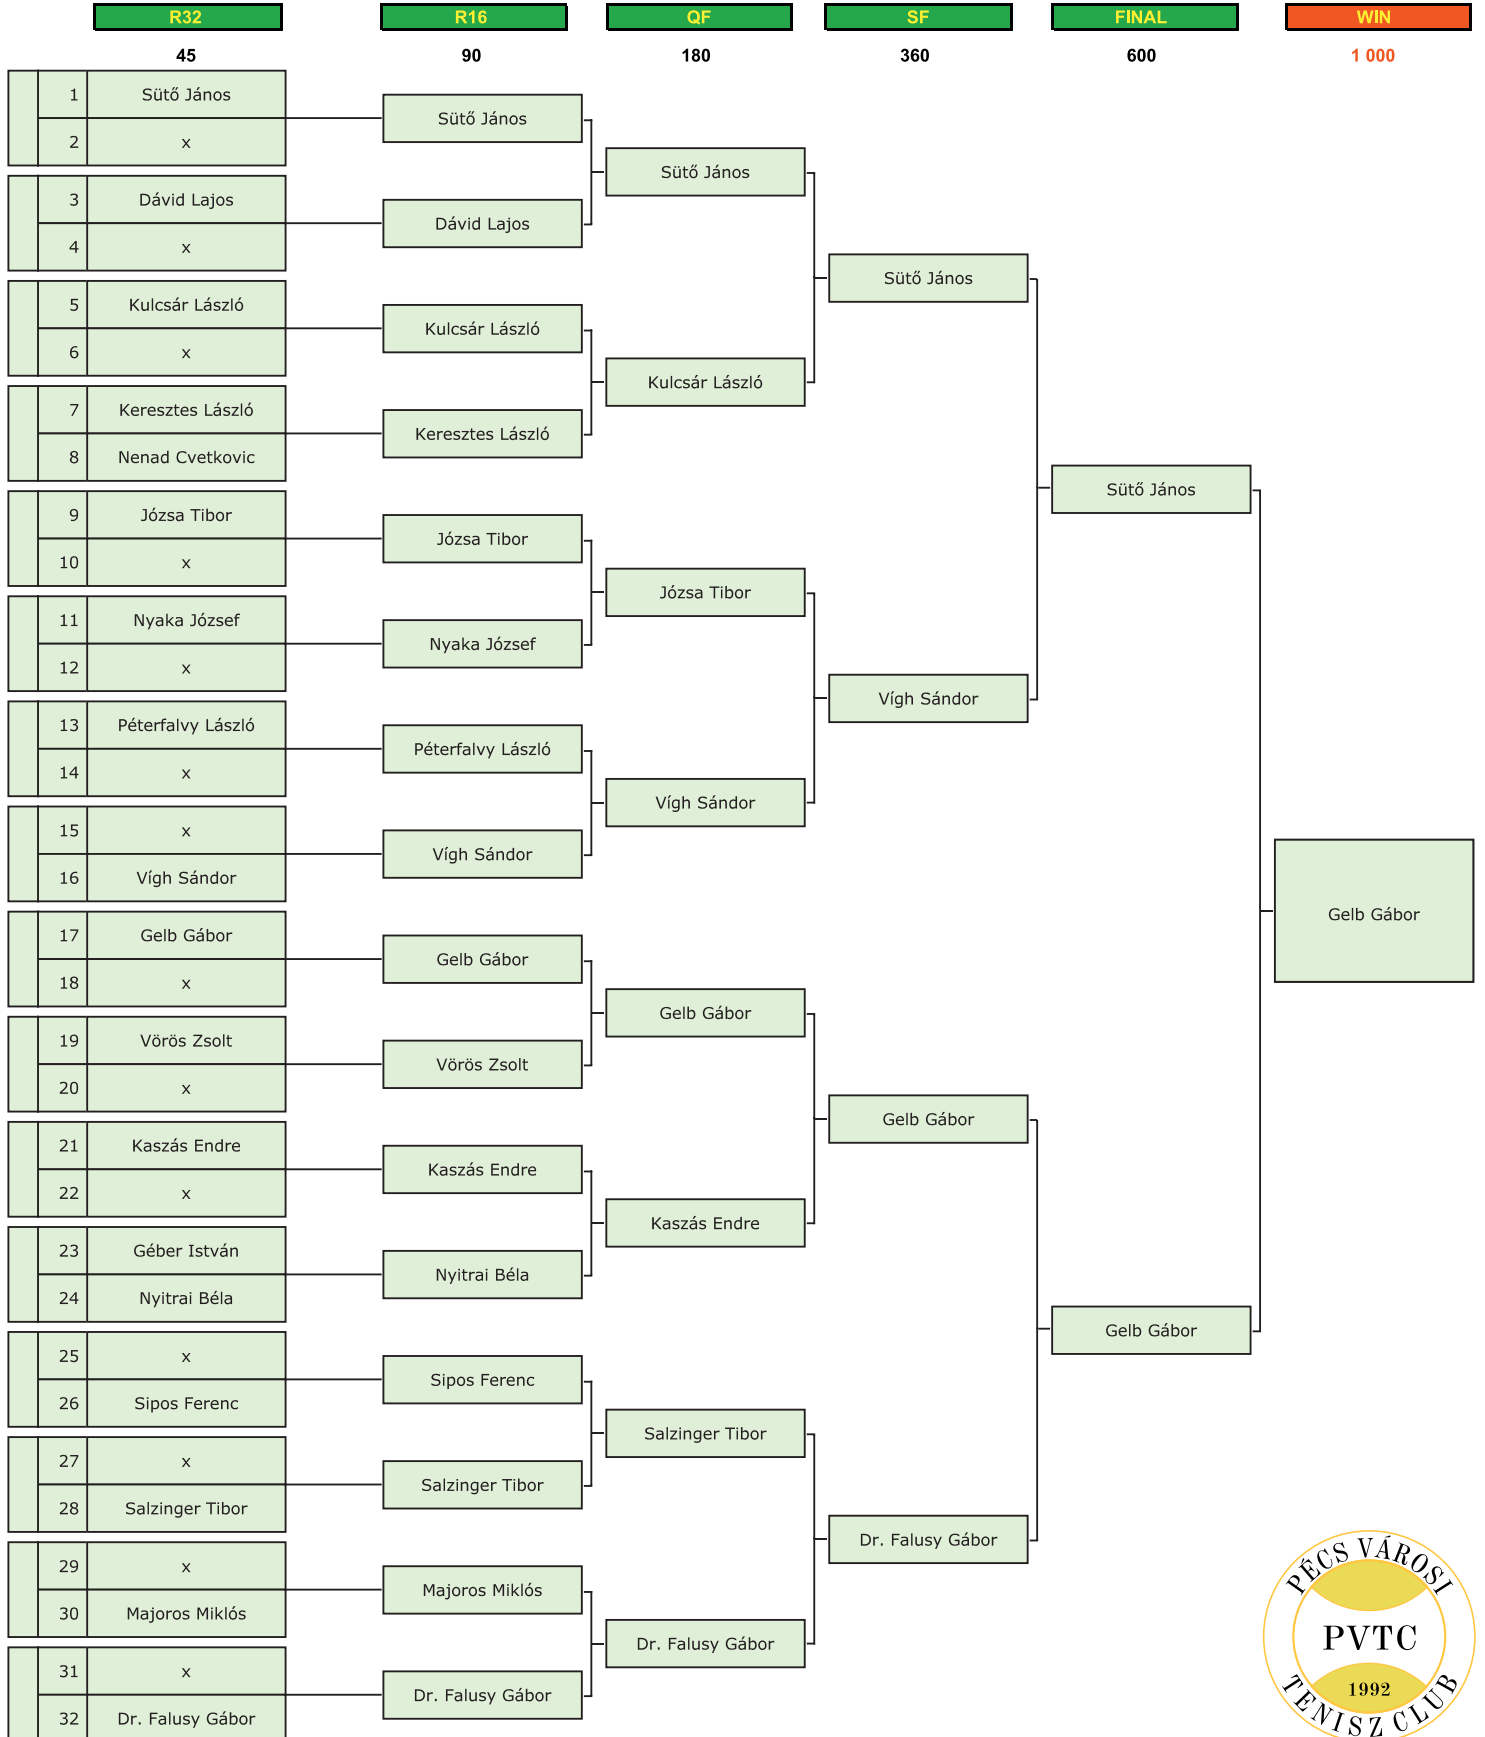 R32
R16
QF
SF
FINAL
WIN
45
90
180
360
600
1 000
1 Sütő János
2 x
3 Dávid Lajos
4 x
5 Kulcsár László
6 x
7 Keresztes László
8 Nenad Cvetkovic
9 Józsa Tibor
10 x
11 Nyaka József
12 x
13 Péterfalvy László
14 x
15 x
16 Vígh Sándor
17 Gelb Gábor
18 x
19 Vörös Zsolt
20 x
21 Kaszás Endre
22 x
23 Géber István
24 Nyitrai Béla
25 x
26 Sipos Ferenc
27 x
28 Salzinger Tibor
29 x
30 Majoros Miklós
31 x
32 Dr. Falusy Gábor
Sütő János
Dávid Lajos
Kulcsár László
Keresztes László
Józsa Tibor
Nyaka József
Péterfalvy László
Vígh Sándor
Gelb Gábor
Vörös Zsolt
Kaszás Endre
Nyitrai Béla
Sipos Ferenc
Salzinger Tibor
Majoros Miklós
Dr. Falusy Gábor
Sütő János
Kulcsár László
Józsa Tibor
Vígh Sándor
Gelb Gábor
Kaszás Endre
Salzinger Tibor
Dr. Falusy Gábor
Sütő János
Vígh Sándor
Gelb Gábor
Dr. Falusy Gábor
Sütő János
Gelb Gábor
Gelb Gábor
PÉCS VÁROSI
PVTC
1992
TENISZ CLUB